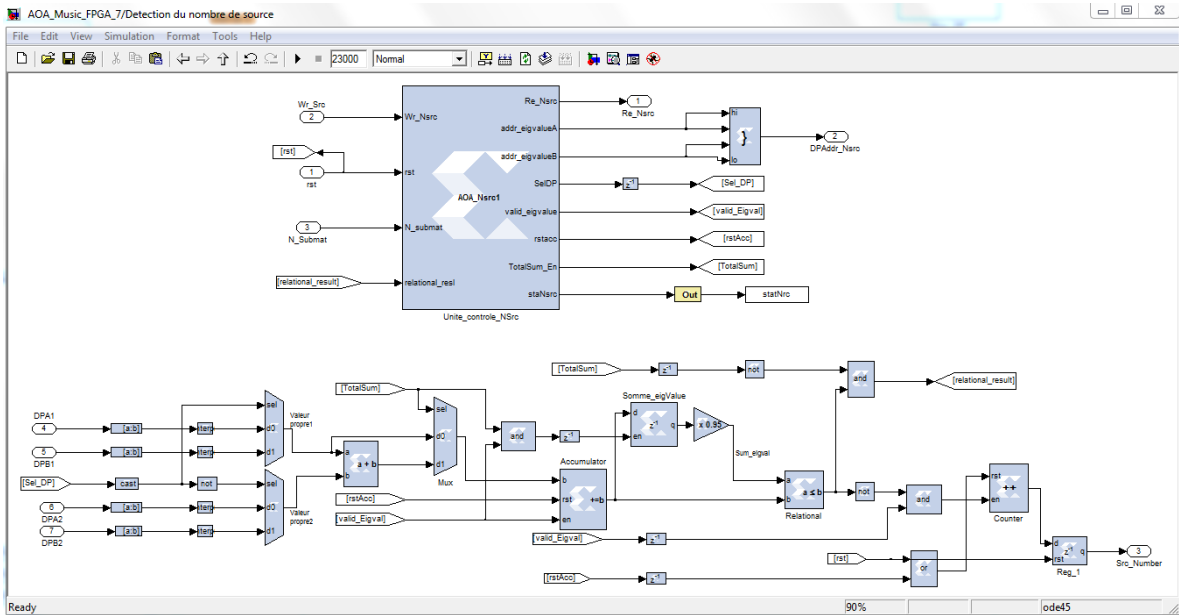 AOA_Music_FPGA_7/Detection du nombre de source
File Edit View Simulation Format Tools Help
23000 Normal
Wr_Src
2
Wr_Nsrc
[rst]
1
rst
rst
3
N_Submat
N_submat
[relational_result]
relational_resl
AOA_Nsrc1
Re_Nsrc
addr_eigvalueA
addr_eigvalueB
SelDP
valid_eigvalue
rstacc
TotalSum_En
staNsrc
Unite_controle_NSrc
1
Re_Nsrc
hi
}
lo
2
DPAddr_Nsrc
z-1
[Sel_DP]
[valid_Eigval]
[rstAcc]
[TotalSum]
Out
statNrc
[TotalSum]
z-1
not
and
[relational_result]
DPA1
4
[a:b]
5
DPB1
[a:b]
[Sel_DP]
cast
not
6
DPA2
[a:b]
7
DPB2
[a:b]
sel
d0
d1
Valeur
propre1
sel
d0
d1
Valeur
propre2
a
b
a + b
[TotalSum]
sel
d0
d1
Mux
[rstAcc]
[valid_Eigval]
and
z-1
Somme_eigValue
d
en
z-1
q
x 0.95
Sum_eigval
Accumulator
b
rst
en
+=b
[valid_Eigval]
z-1
[rstAcc]
z-1
a
b
a ≤ b
Relational
not
and
rst
en
++
Counter
[rst]
or
d
rst
z-1
q
Reg_1
3
Src_Number
Ready
90%
ode45